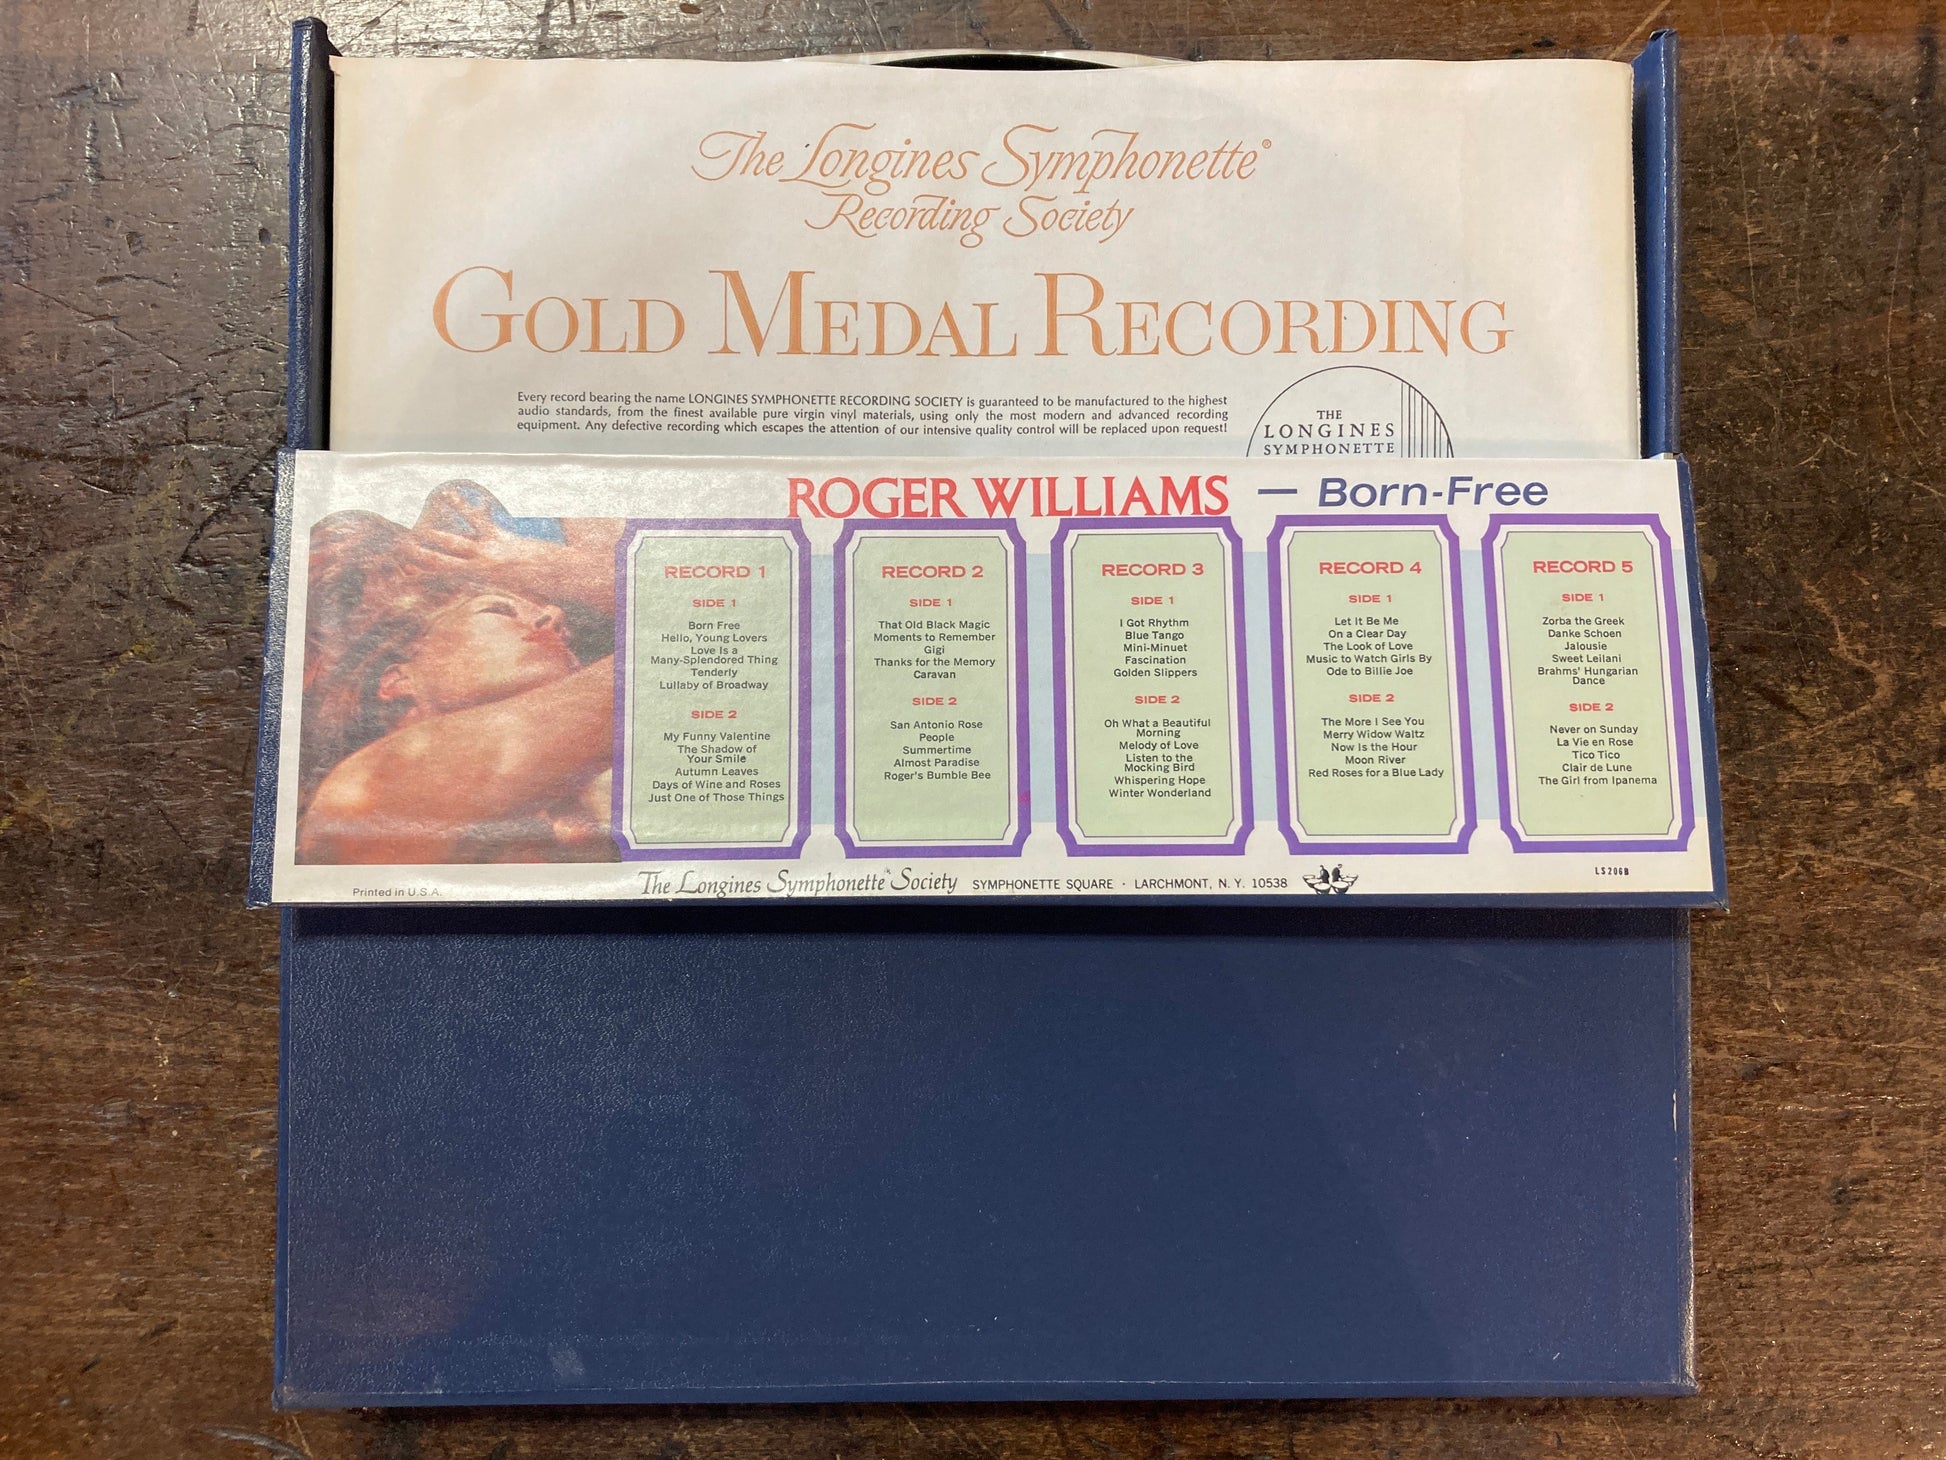 The Longines Symphonette®
Recording Society
GOLD MEDAL RECORDING
Every record bearing the name LONGINES SYMPHONETTE RECORDING SOCIETY is guaranteed to be manufactured to the highest
audio standards, from the finest available pure virgin vinyl materials, using only the most modern and advanced recording
equipment. Any defective recording which escapes the attention of our intensive quality control will be replaced upon request!
THE
LONGINES
SYMPHONETTE
ROGER WILLIAMS — Born-Free
RECORD 1
SIDE 1
Born Free
Hello, Young Lovers
Love Is a
Many-Splendored Thing
Tenderly
Lullaby of Broadway
SIDE 2
My Funny Valentine
The Shadow of
Your Smile
Autumn Leaves
Days of Wine and Roses
Just One of Those Things
RECORD 2
SIDE 1
That Old Black Magic
Moments to Remember
Gigi
Thanks for the Memory
Caravan
SIDE 2
San Antonio Rose
People
Summertime
Almost Paradise
Roger's Bumble Bee
RECORD 3
SIDE 1
I Got Rhythm
Blue Tango
Mini-Minuet
Fascination
Golden Slippers
SIDE 2
Oh What a Beautiful
Morning
Melody of Love
Listen to the
Mocking Bird
Whispering Hope
Winter Wonderland
RECORD 4
SIDE 1
Let It Be Me
On a Clear Day
The Look of Love
Music to Watch Girls By
Ode to Billie Joe
SIDE 2
The More I See You
Merry Widow Waltz
Now Is the Hour
Moon River
Red Roses for a Blue Lady
RECORD 5
SIDE 1
Zorba the Greek
Danke Schoen
Jalousie
Sweet Leilani
Brahms' Hungarian
Dance
SIDE 2
Never on Sunday
La Vie en Rose
Tico Tico
Clair de Lune
The Girl from Ipanema
Printed in U.S.A.
The Longines Symphonette Society SYMPHONETTE SQUARE · LARCHMONT, N. Y. 10538
LS206B